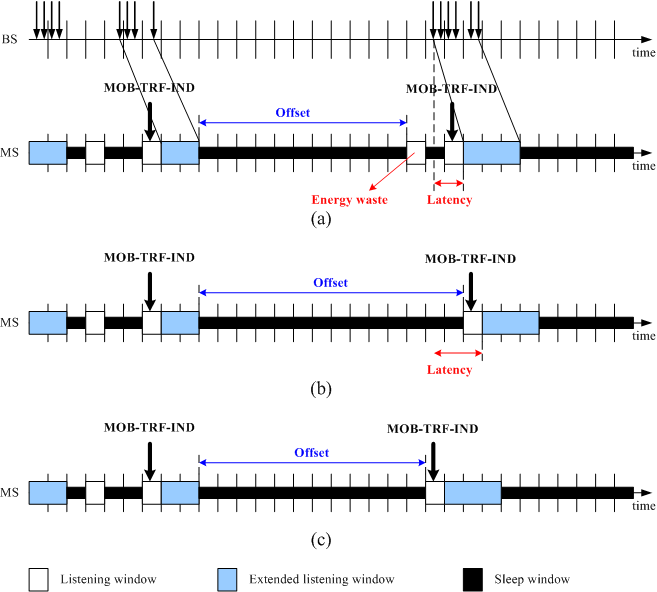 BS
time
MOB-TRF-IND
MOB-TRF-IND
Offset
MS
time
Energy waste
Latency
(a)
MOB-TRF-IND
MOB-TRF-IND
Offset
MS
time
Latency
(b)
MOB-TRF-IND
MOB-TRF-IND
Offset
MS
time
(c)
Listening window
Extended listening window
Sleep window